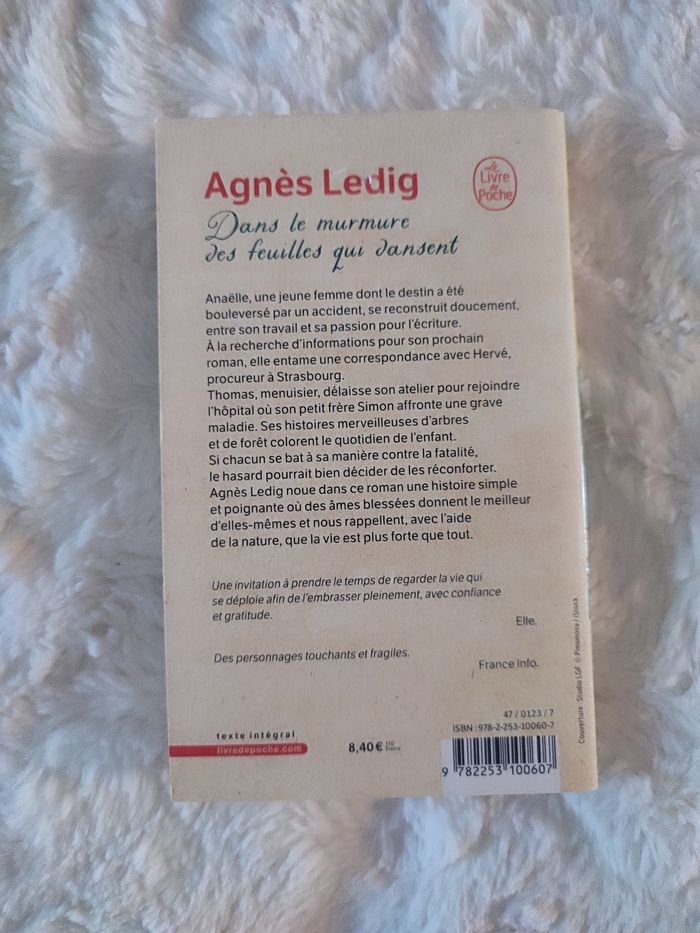 Agnès Ledig
Le
Livre
de
Poche
Dans le murmure
des feuilles qui dansent
Anaëlle, une jeune femme dont le destin a été
bouleversé par un accident, se reconstruit doucement,
entre son travail et sa passion pour l'écriture.
À la recherche d'informations pour son prochain
roman, elle entame une correspondance avec Hervé,
procureur à Strasbourg.
Thomas, menuisier, délaisse son atelier pour rejoindre
l'hôpital où son petit frère Simon affronte une grave
maladie. Ses histoires merveilleuses d'arbres
et de forêt colorent le quotidien de l'enfant.
Si chacun se bat à sa manière contre la fatalité,
le hasard pourrait bien décider de les réconforter.
Agnès Ledig noue dans ce roman une histoire simple
et poignante où des âmes blessées donnent le meilleur
d'elles-mêmes et nous rappellent, avec l'aide
de la nature, que la vie est plus forte que tout.
Une invitation à prendre le temps de regarder la vie qui
se déploie afin de l'embrasser pleinement, avec confiance
et gratitude.
Elle.
Des personnages touchants et fragiles.
France Info.
Couverture : Studio LGF. © Pimonova / iStock
47 / 0123 / 7
ISBN : 978-2-253-10060-7
texte intégral
livredepoche.com
8,40 € TTC
France
9 782253 100607